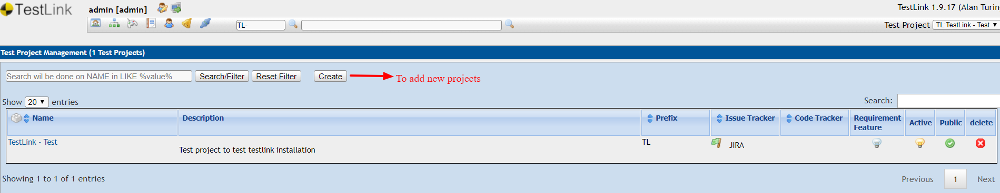 TestLink
admin [admin]
TestLink 1.9.17 (Alan Turin
TL-
Test Project TL:TestLink - Test
Test Project Management (1 Test Projects)
Search wil be done on NAME in LIKE %value% Search/Filter Reset Filter Create To add new projects
Show 20 entries
Search:
Name Description Prefix Issue Tracker Code Tracker Requirement Feature Active Public delete
TestLink - Test Test project to test testlink installation TL JIRA
Showing 1 to 1 of 1 entries
Previous 1 Next